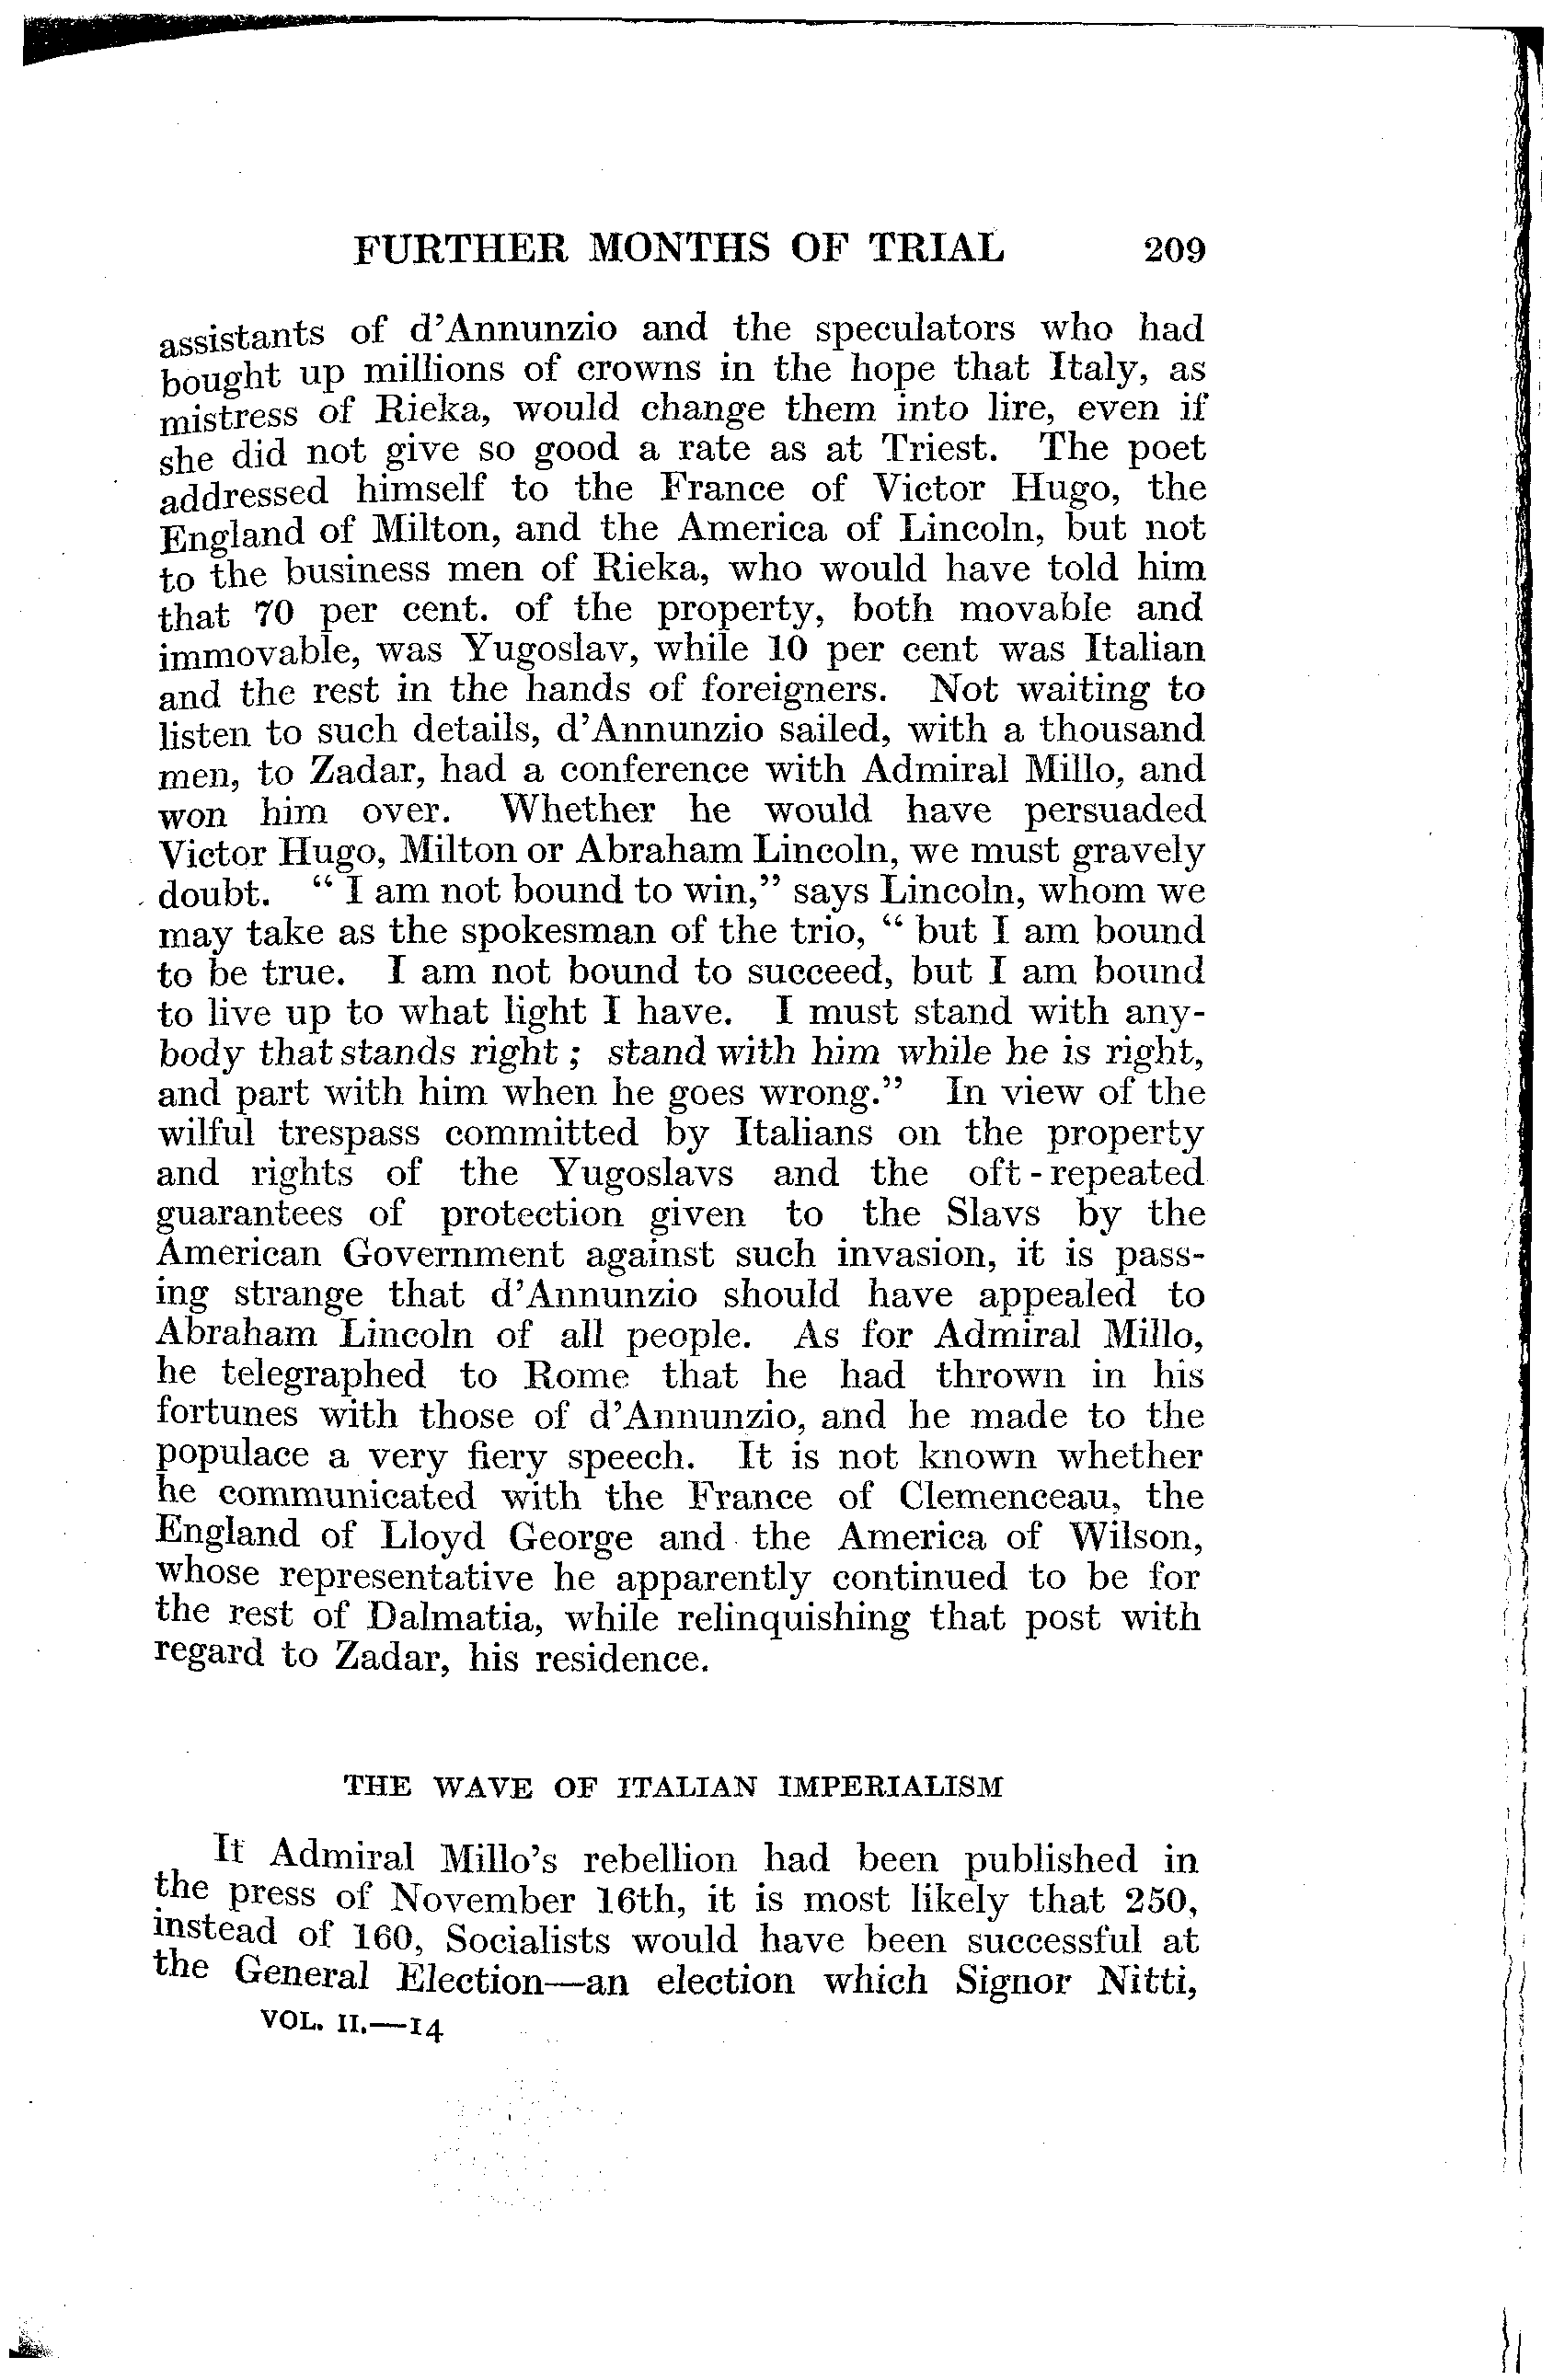 FURTHER MONTHS OF TRIAL 209
assistants of d'Annunzio and the speculators who had
bought up millions of crowns in the hope that Italy, as
mistress of Rieka, would change them into lire, even if
she did not give so good a rate as at Triest. The poet
addressed himself to the France of Victor Hugo, the
England of Milton, and the America of Lincoln, but not
to the business men of Rieka, who would have told him
that 70 per cent. of the property, both movable and
immovable, was Yugoslav, while 10 per cent was Italian
and the rest in the hands of foreigners. Not waiting to
listen to such details, d'Annunzio sailed, with a thousand
men, to Zadar, had a conference with Admiral Millo, and
won him over. Whether he would have persuaded
Victor Hugo, Milton or Abraham Lincoln, we must gravely
doubt. "I am not bound to win," says Lincoln, whom we
may take as the spokesman of the trio, "but I am bound
to be true. I am not bound to succeed, but I am bound
to live up to what light I have. I must stand with any-
body that stands right; stand with him while he is right,
and part with him when he goes wrong." In view of the
wilful trespass committed by Italians on the property
and rights of the Yugoslavs and the oft-repeated
guarantees of protection given to the Slavs by the
American Government against such invasion, it is pass-
ing strange that d'Annunzio should have appealed to
Abraham Lincoln of all people. As for Admiral Millo,
he telegraphed to Rome that he had thrown in his
fortunes with those of d'Annunzio, and he made to the
populace a very fiery speech. It is not known whether
he communicated with the France of Clemenceau, the
England of Lloyd George and the America of Wilson,
whose representative he apparently continued to be for
the rest of Dalmatia, while relinquishing that post with
regard to Zadar, his residence.
THE WAVE OF ITALIAN IMPERIALISM
If Admiral Millo's rebellion had been published in
the press of November 16th, it is most likely that 250,
instead of 160, Socialists would have been successful at
the General Election—an election which Signor Nitti,
VOL. II.—14